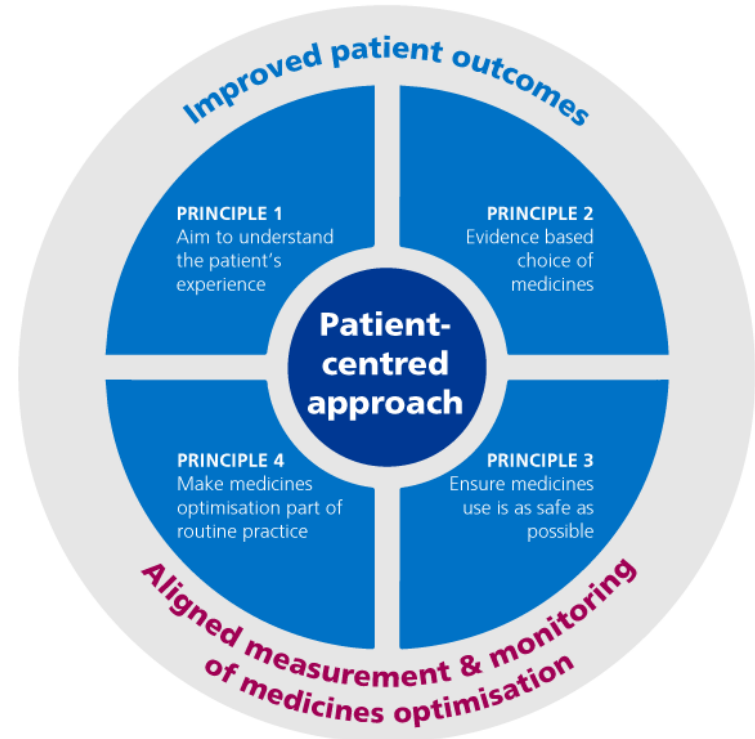 Improved patient outcomes
PRINCIPLE 1
Aim to understand
the patient's
experience
PRINCIPLE 2
Evidence based
choice of
medicines
Patient-
centred
approach
PRINCIPLE 4
Make medicines
optimisation part of
routine practice
PRINCIPLE 3
Ensure medicines
use is as safe as
possible
Aligned measurement & monitoring
of medicines optimisation